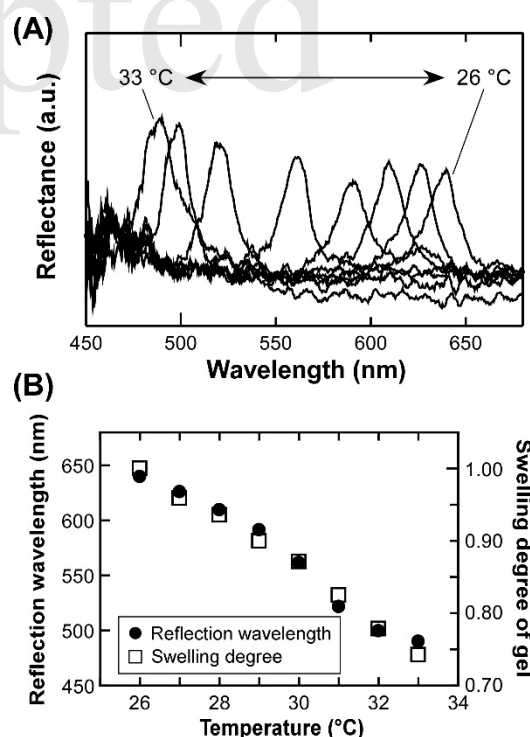 pted
(A)
33 °C
26 °C
Reflectance (a.u.)
450 500 550 600 650
Wavelength (nm)
(B)
Reflection wavelength (nm)
650
600
550
500
450
Swelling degree of gel
1.00
0.90
0.80
0.70
Reflection wavelength
Swelling degree
26 28 30 32 34
Temperature (°C)